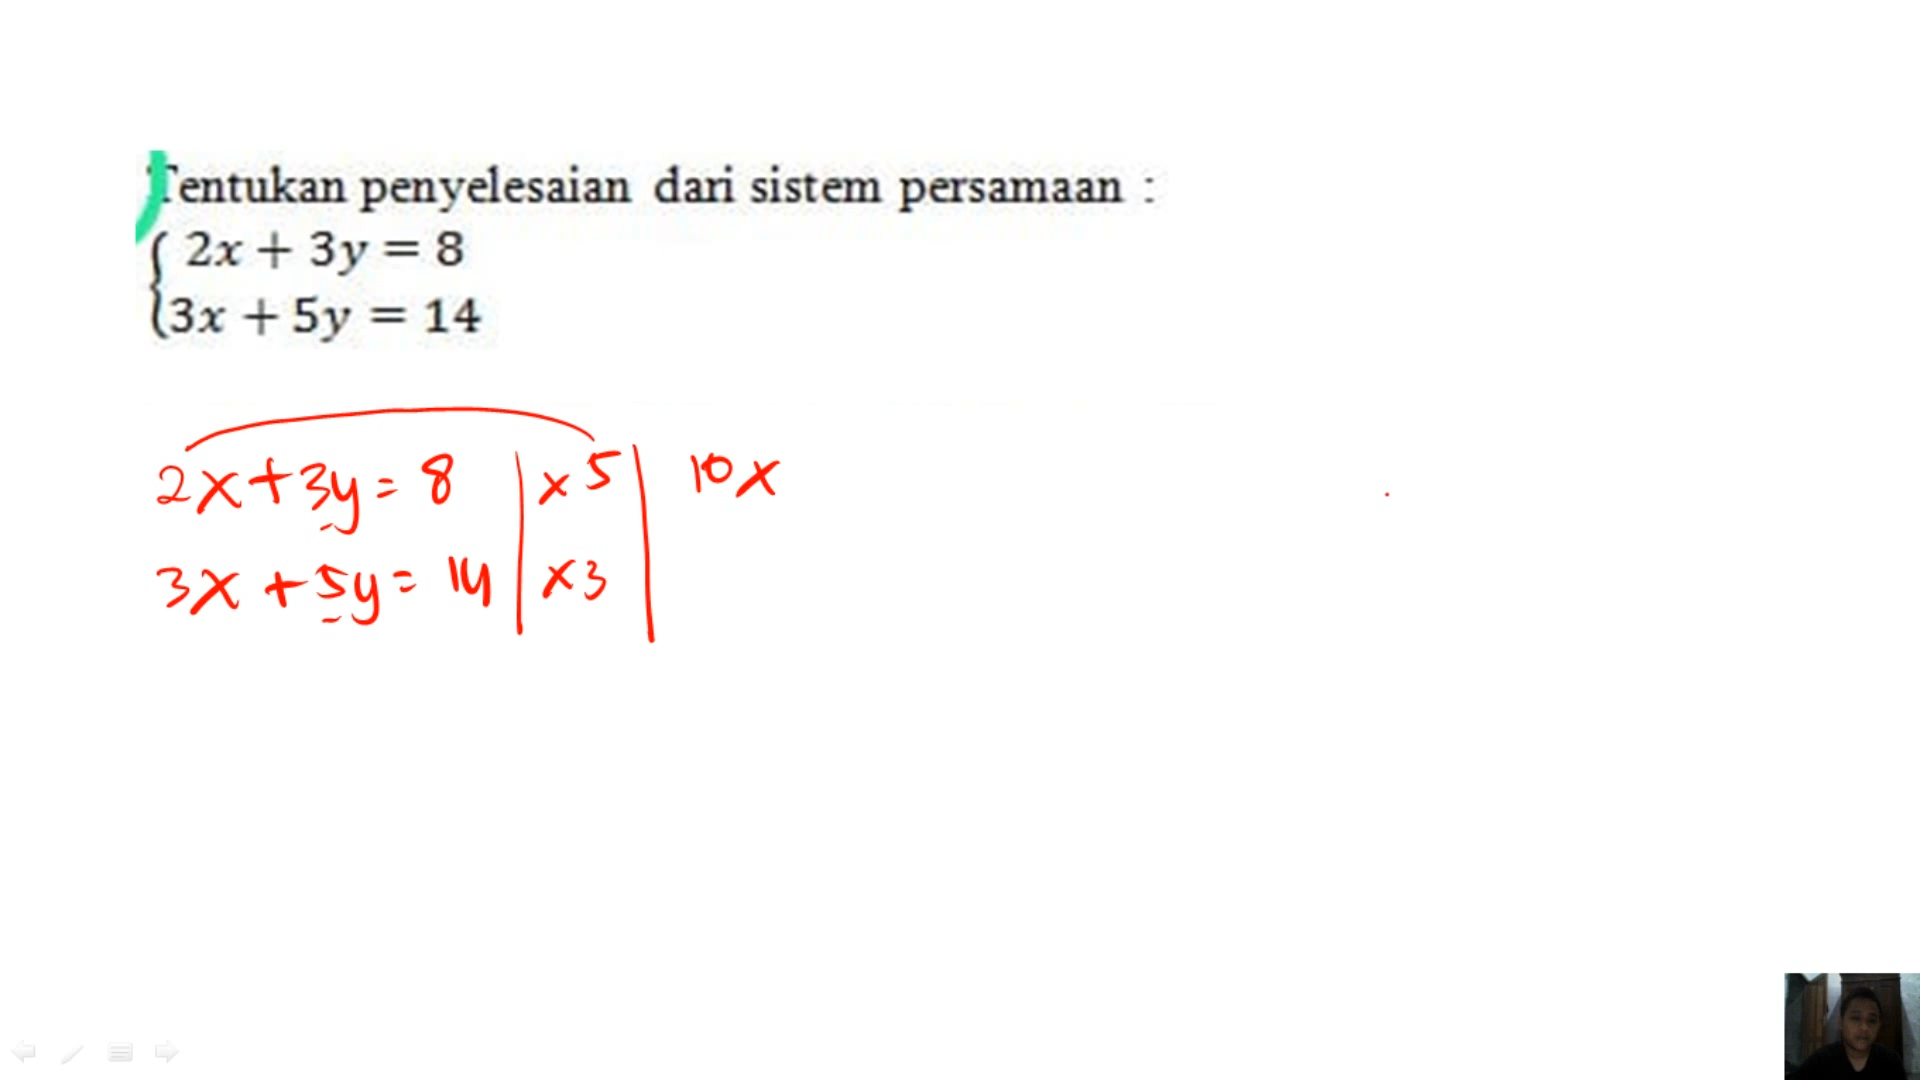 Tentukan penyelesaian dari sistem persamaan :
2x + 3y = 8
3x + 5y = 14
2x+3y= 8 | x5 | 10x
3x +5y= 14 | x3 |